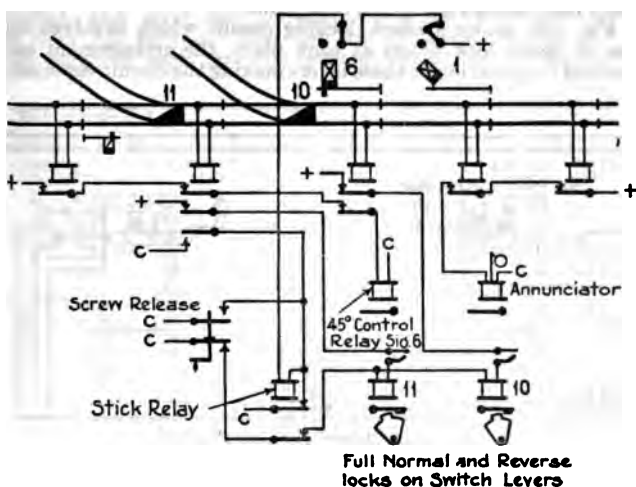 6
1
+
11
10
+
+
+
+
C
C
Annunciator
Screw Release
C
C
45° Control
Relay Sig. 6
Stick Relay
C
11
10
Full Normal and Reverse
locks on Switch Levers